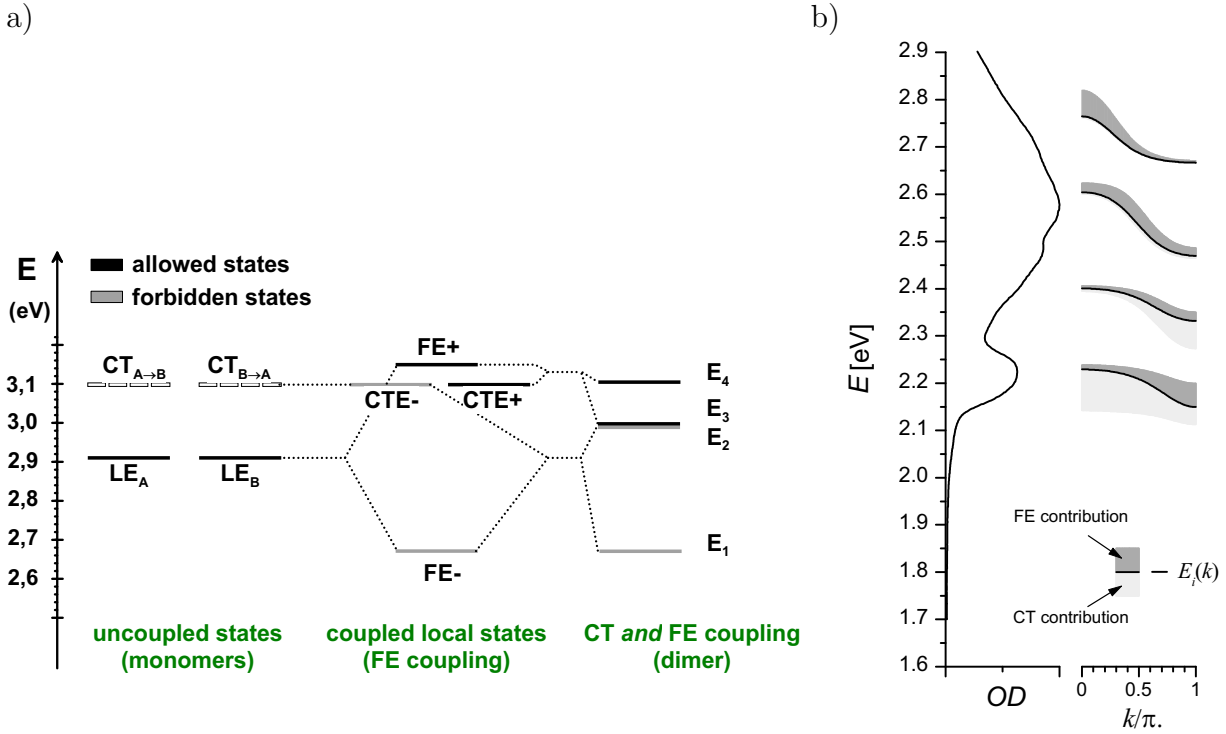 a)
E
(eV)
3,1
3,0
2,9
2,8
2,7
2,6
allowed states
forbidden states
CT_{A→B}
CT_{B→A}
LE_A
LE_B
FE+
CTE-
CTE+
FE-
E_4
E_3
E_2
E_1
uncoupled states
(monomers)
coupled local states
(FE coupling)
CT and FE coupling
(dimer)
b)
E [eV]
2.9
2.8
2.7
2.6
2.5
2.4
2.3
2.2
2.1
2.0
1.9
1.8
1.7
1.6
OD
FE contribution
E_i(k)
CT contribution
0
0.5
1
k/π.